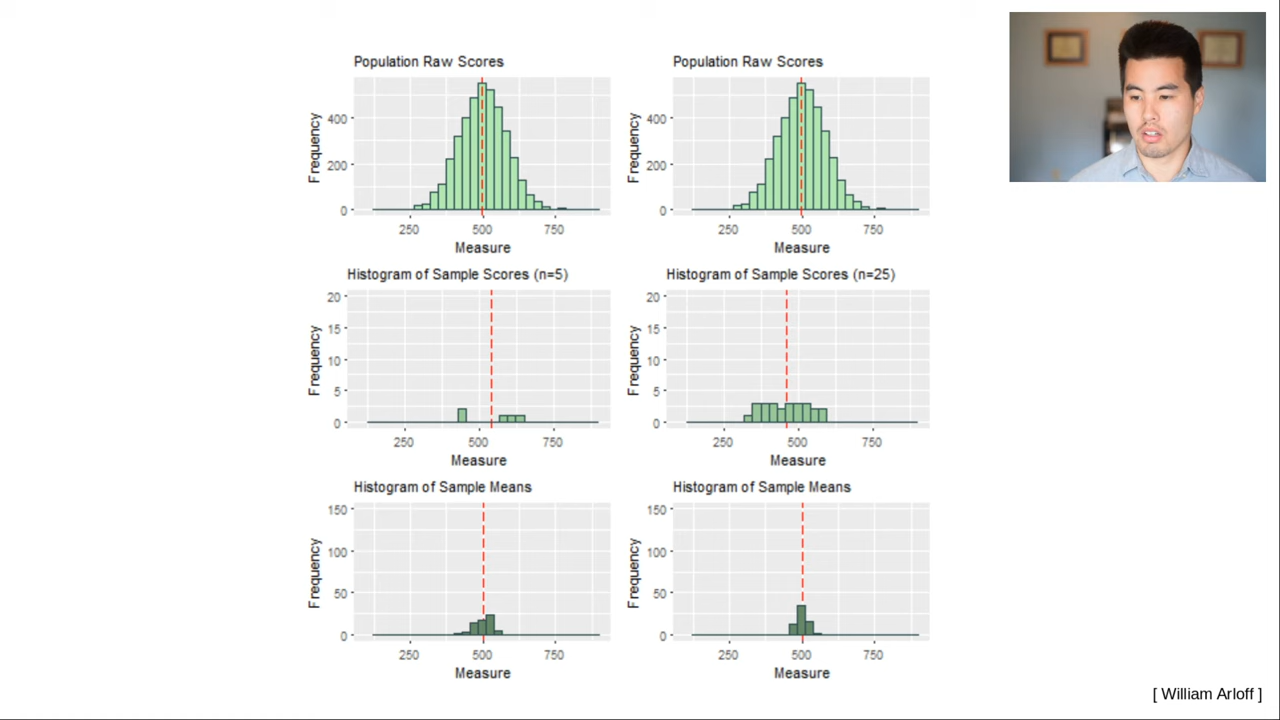 Population Raw Scores
Frequency
400
200
0
250 500 750
Measure
Population Raw Scores
Frequency
400
200
0
250 500 750
Measure
Histogram of Sample Scores (n=5)
Frequency
20
15
10
5
0
250 500 750
Measure
Histogram of Sample Scores (n=25)
Frequency
20
15
10
5
0
250 500 750
Measure
Histogram of Sample Means
Frequency
150
100
50
0
250 500 750
Measure
Histogram of Sample Means
Frequency
150
100
50
0
250 500 750
Measure
[ William Arloff ]